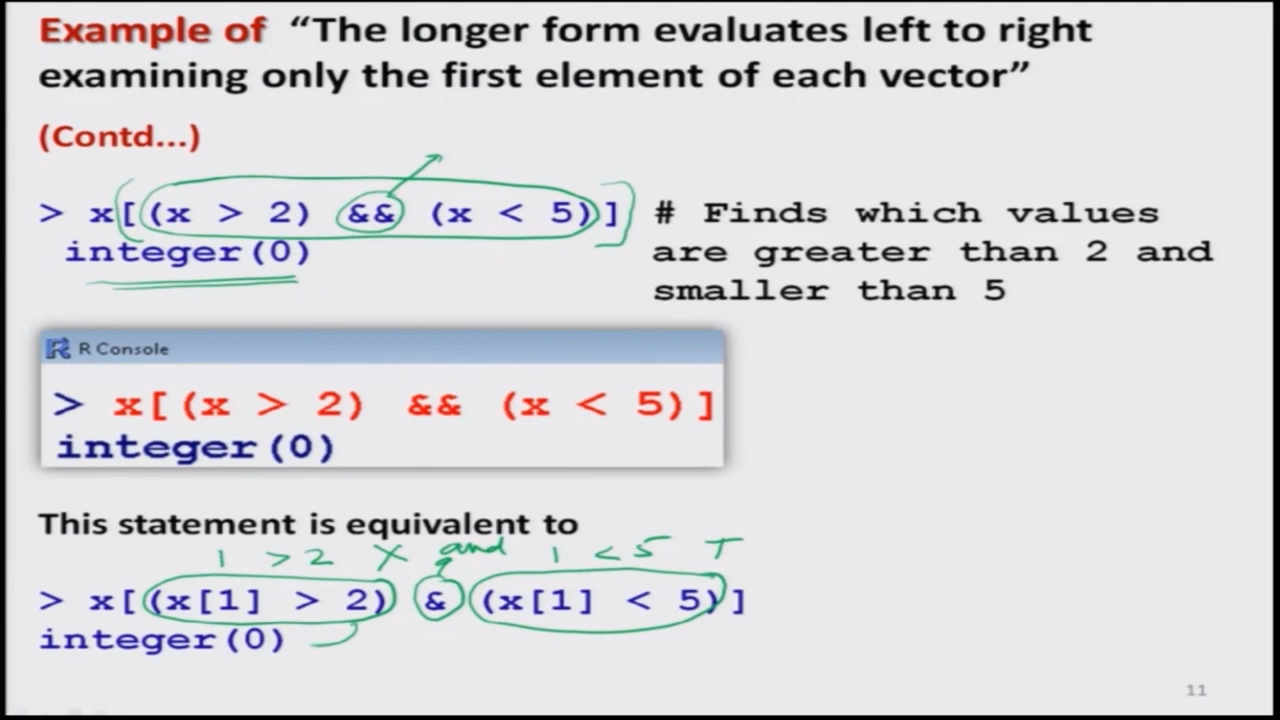 Example of “The longer form evaluates left to right
examining only the first element of each vector”
(Contd...)
> x[(x > 2) && (x < 5)] # Finds which values
integer(0) are greater than 2 and
smaller than 5
R Console
> x[(x > 2) && (x < 5)]
integer(0)
This statement is equivalent to
1 > 2 X and 1 < 5 T
> x[(x[1] > 2) & (x[1] < 5)]
integer(0)
11